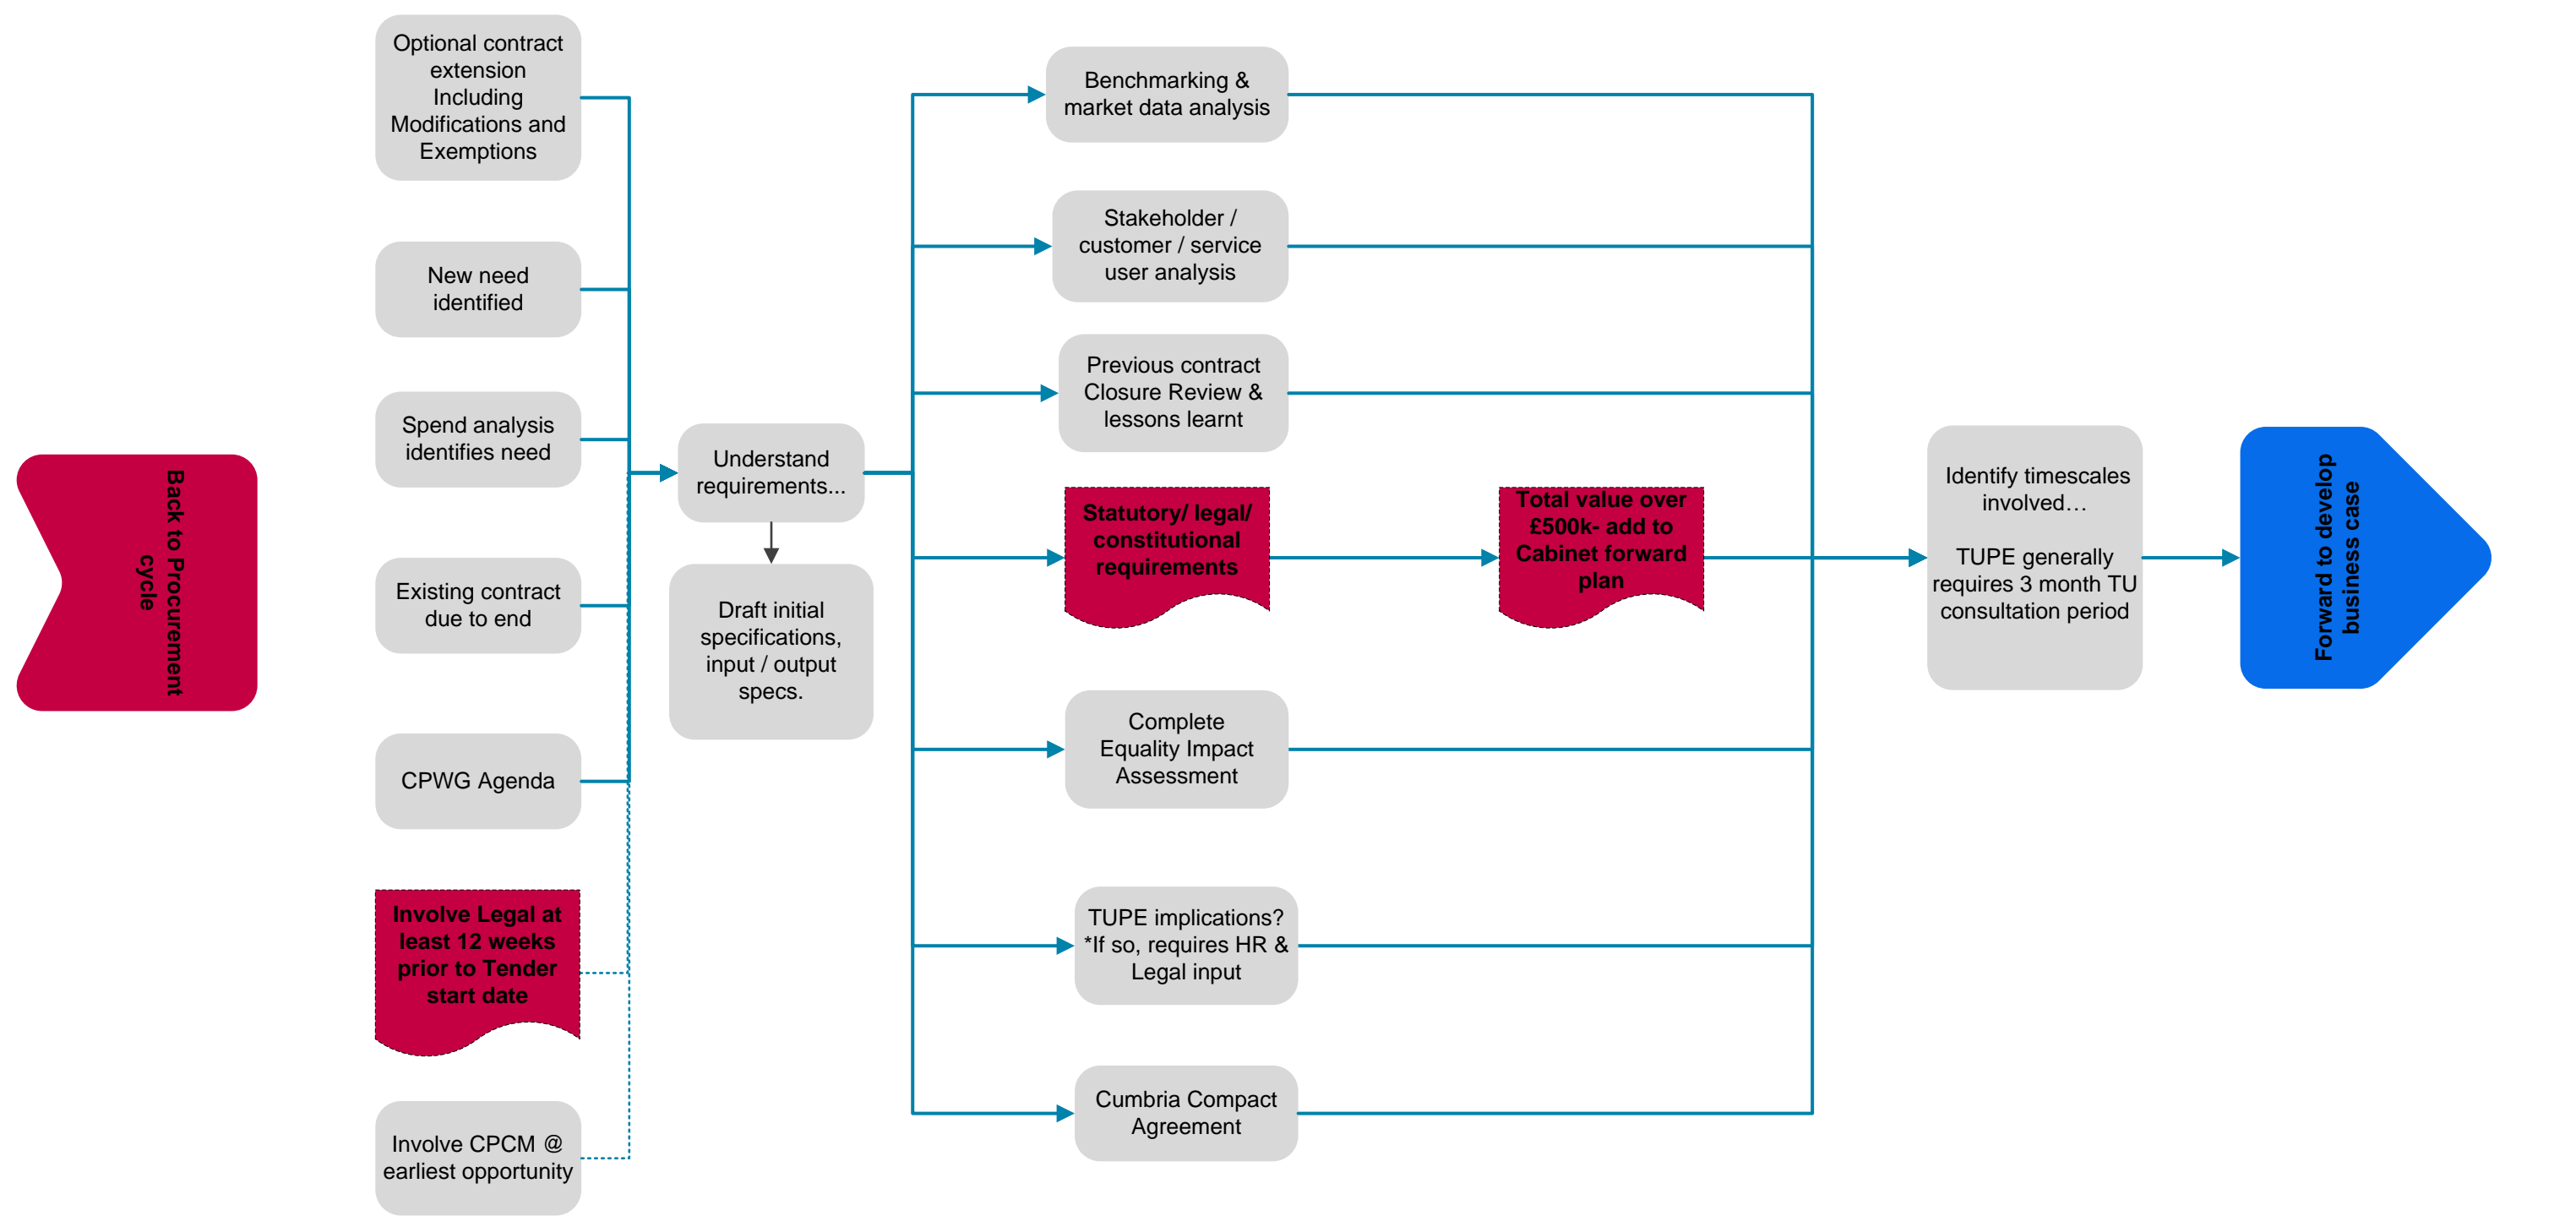 Back to Procurement
cycle
Optional contract
extension
Including
Modifications and
Exemptions
New need
identified
Spend analysis
identifies need
Existing contract
due to end
CPWG Agenda
Involve Legal at
least 12 weeks
prior to Tender
start date
Involve CPCM @
earliest opportunity
Understand
requirements...
Draft initial
specifications,
input / output
specs.
Benchmarking &
market data analysis
Stakeholder /
customer / service
user analysis
Previous contract
Closure Review &
lessons learnt
Statutory/ legal/
constitutional
requirements
Total value over
£500k- add to
Cabinet forward
plan
Complete
Equality Impact
Assessment
TUPE implications?
*If so, requires HR &
Legal input
Cumbria Compact
Agreement
Identify timescales
involved…
TUPE generally
requires 3 month TU
consultation period
Forward to develop
business case